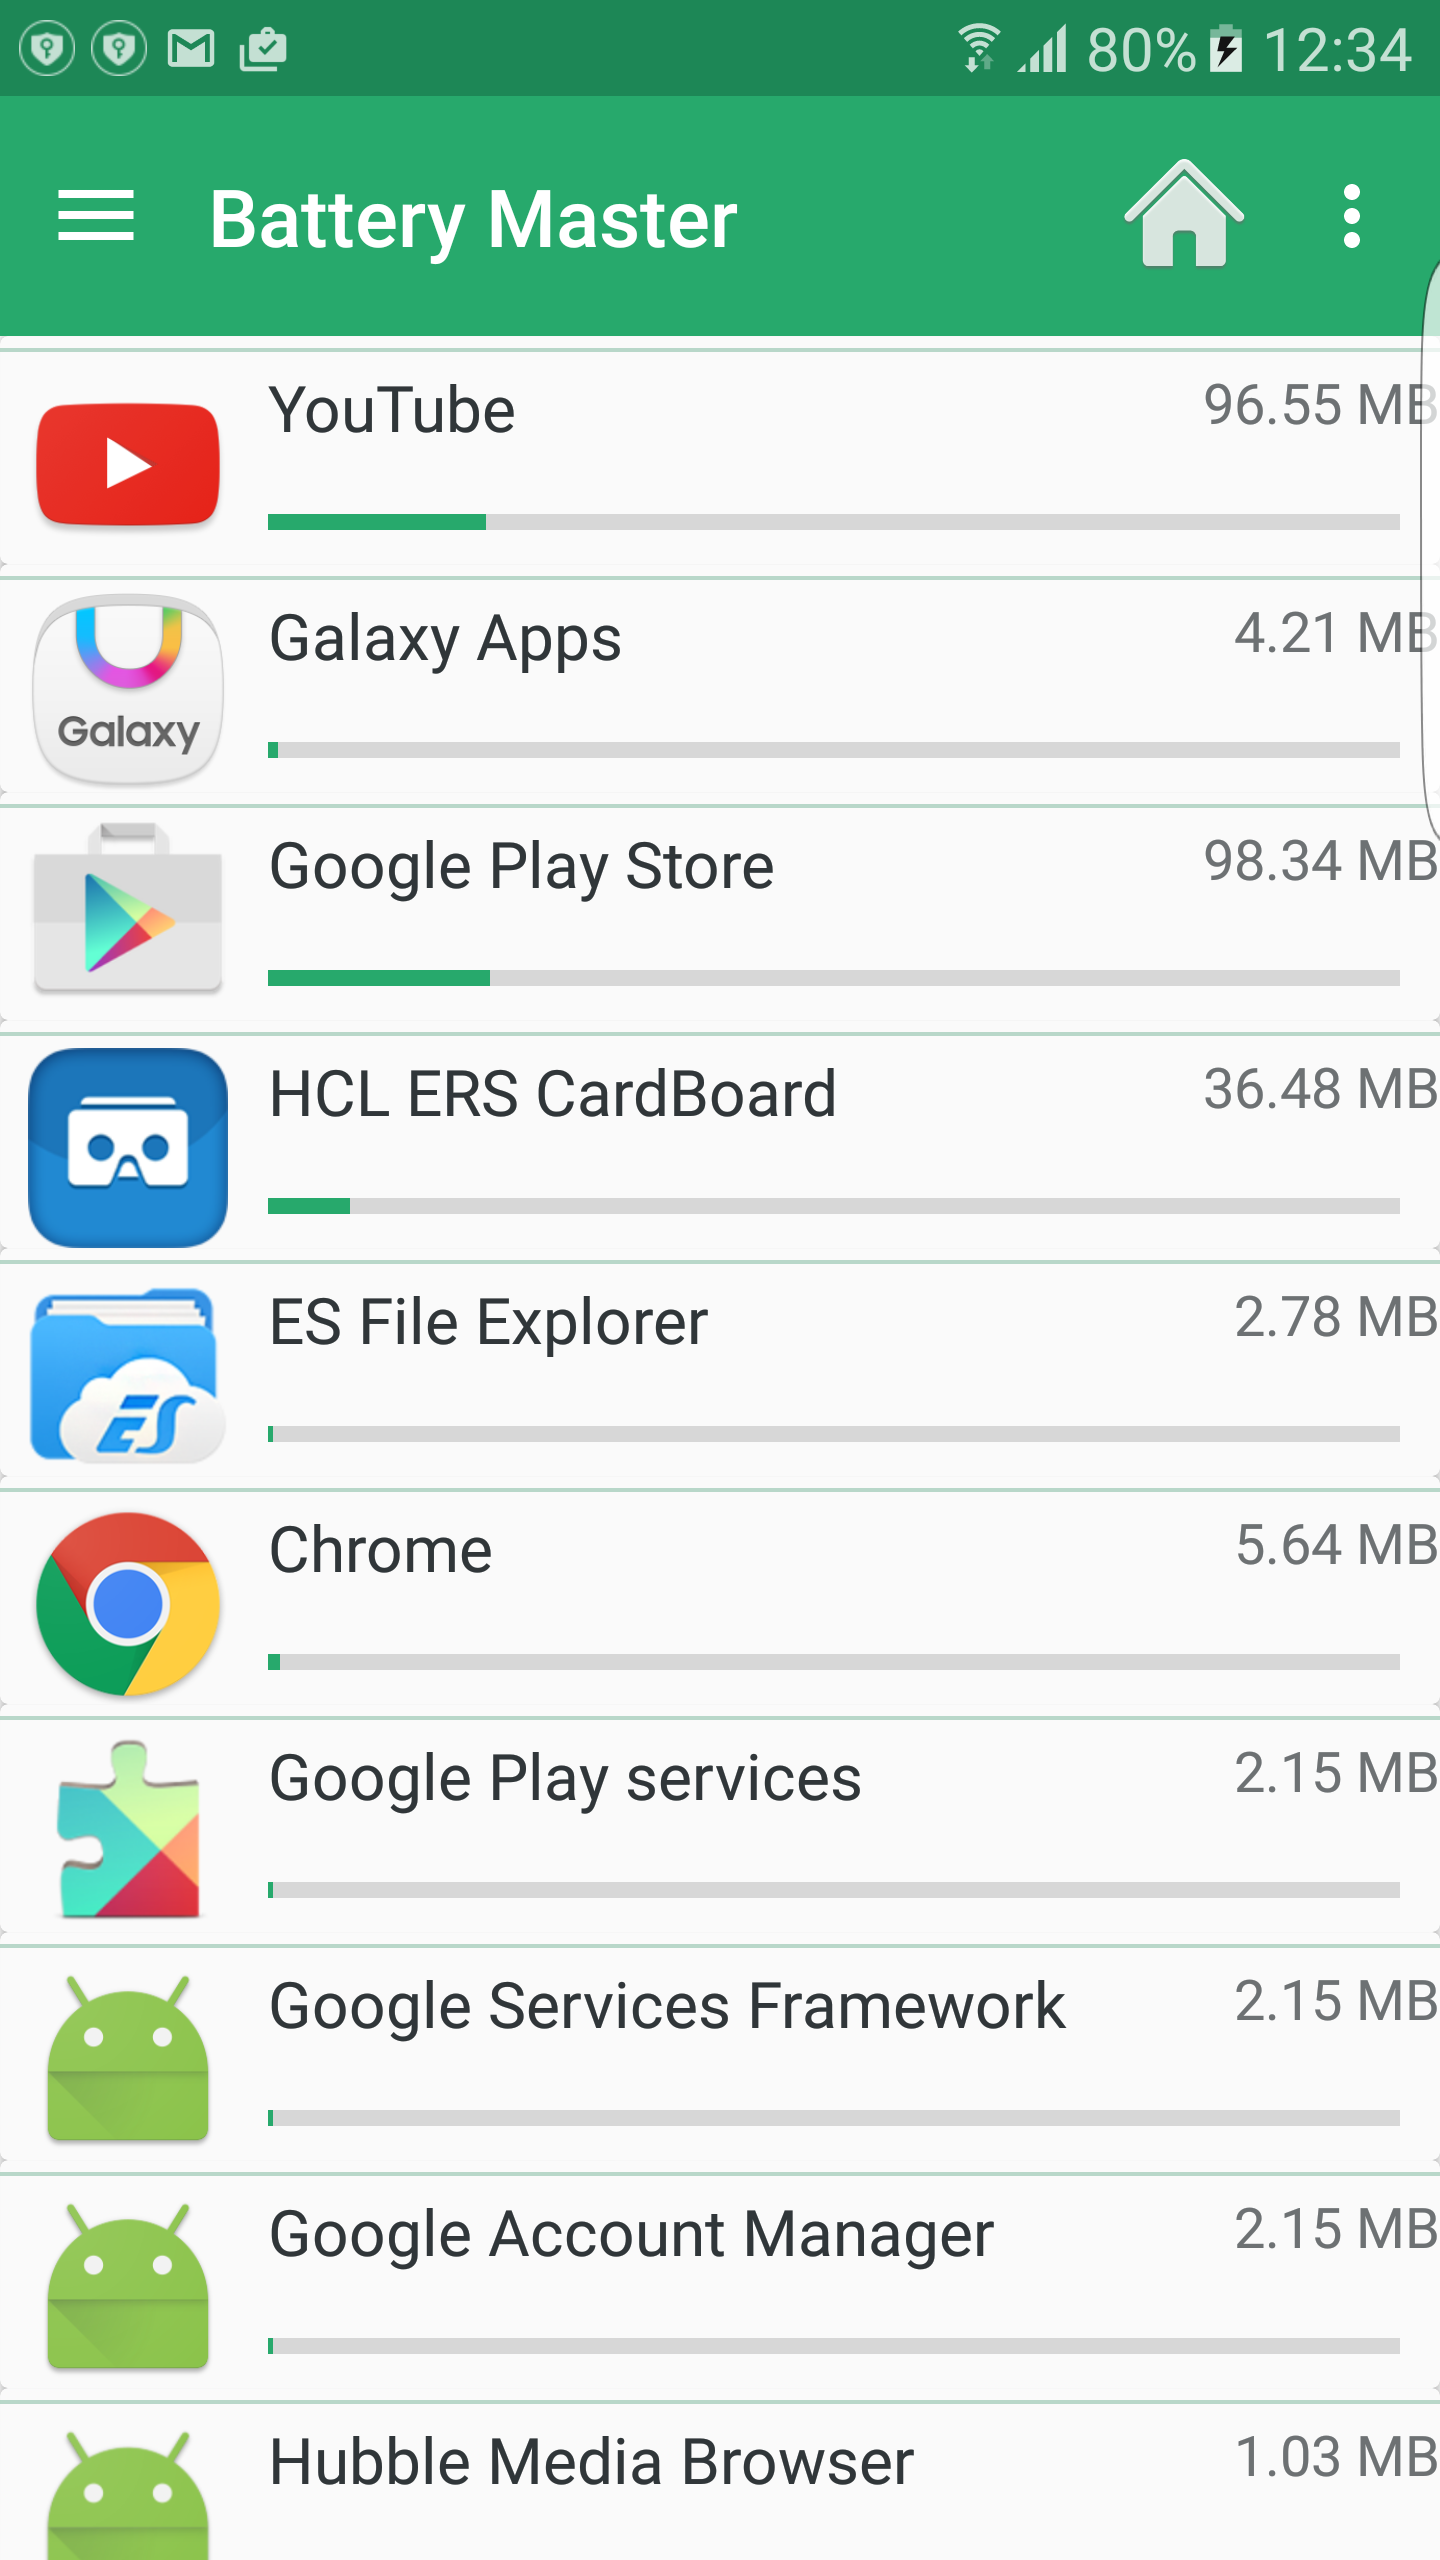 80% 12:34
Battery Master
YouTube 96.55 MB
Galaxy Apps 4.21 MB
Galaxy
Google Play Store 98.34 MB
HCL ERS CardBoard 36.48 MB
ES File Explorer 2.78 MB
ES
Chrome 5.64 MB
Google Play services 2.15 MB
Google Services Framework 2.15 MB
Google Account Manager 2.15 MB
Hubble Media Browser 1.03 MB